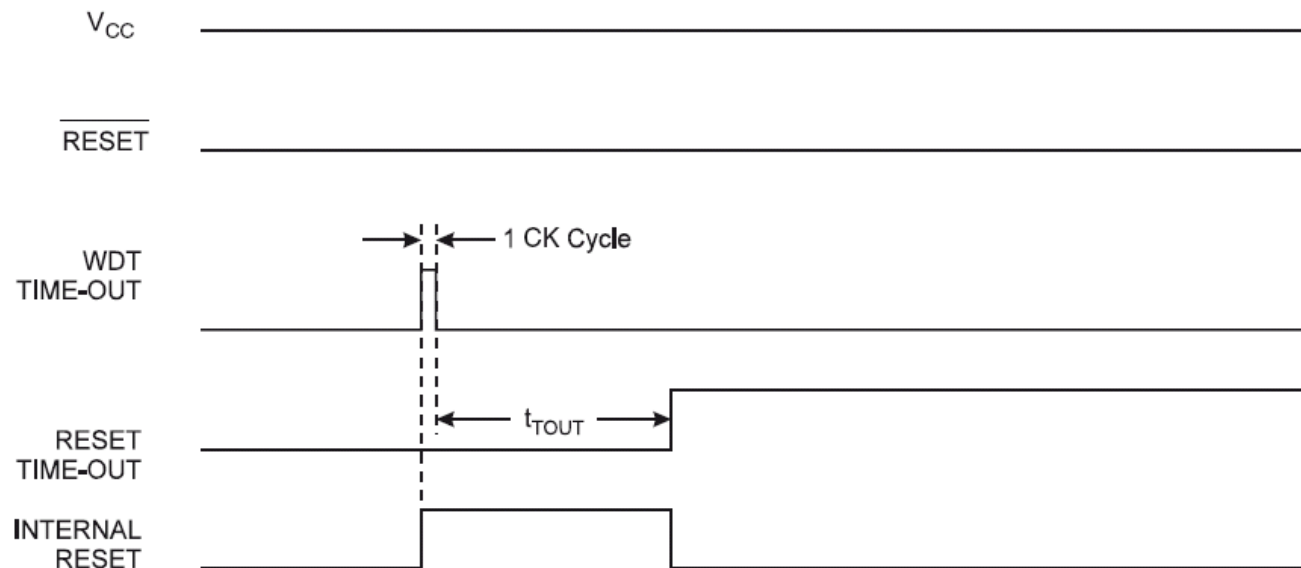 VCC
RESET
1 CK Cycle
WDT
TIME-OUT
tTOUT
RESET
TIME-OUT
INTERNAL
RESET